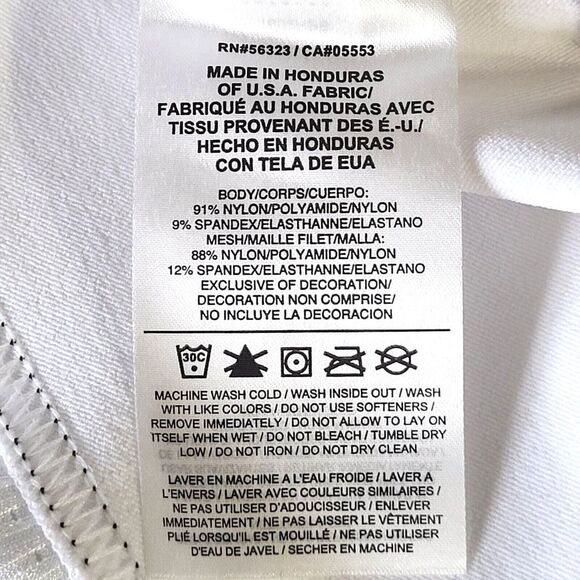 RN#56323 / CA#05553
MADE IN HONDURAS
OF U.S.A. FABRIC/
FABRIQUÉ AU HONDURAS AVEC
TISSU PROVENANT DES É.-U./
HECHO EN HONDURAS
CON TELA DE EUA
BODY/CORPS/CUERPO:
91% NYLON/POLYAMIDE/NYLON
9% SPANDEX/ELASTHANNE/ELASTANO
MESH/MAILLE FILET/MALLA:
88% NYLON/POLYAMIDE/NYLON
12% SPANDEX/ELASTHANNE/ELASTANO
EXCLUSIVE OF DECORATION/
DECORATION NON COMPRISE/
NO INCLUYE LA DECORACION
30C
MACHINE WASH COLD / WASH INSIDE OUT / WASH
WITH LIKE COLORS / DO NOT USE SOFTENERS /
REMOVE IMMEDIATELY / DO NOT ALLOW TO LAY ON
ITSELF WHEN WET / DO NOT BLEACH / TUMBLE DRY
LOW / DO NOT IRON / DO NOT DRY CLEAN
LAVER EN MACHINE A L'EAU FROIDE / LAVER A
L'ENVERS / LAVER AVEC COULEURS SIMILAIRES /
NE PAS UTILISER D'ADOUCISSEUR / ENLEVER
IMMEDIATEMENT / NE PAS LAISSER LE VÊTEMENT
PLIÉ LORSQU'IL EST MOUILLÉ / NE PAS UTILISER
D'EAU DE JAVEL / SECHER EN MACHINE